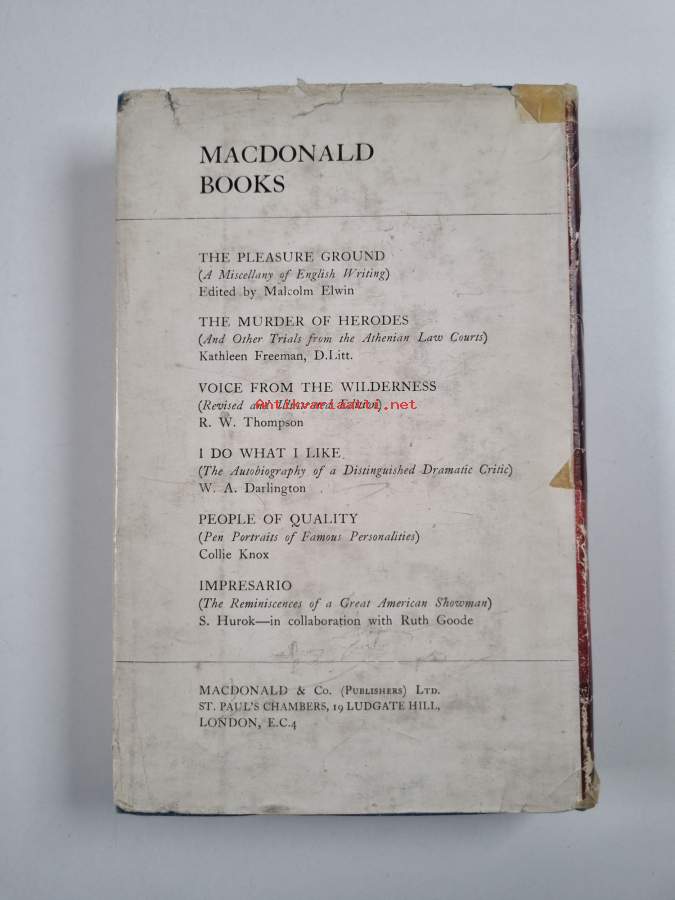 MACDONALD
BOOKS
THE PLEASURE GROUND
(A Miscellany of English Writing)
Edited by Malcolm Elwin
THE MURDER OF HERODES
(And Other Trials from the Athenian Law Courts)
Kathleen Freeman, D.Litt.
VOICE FROM THE WILDERNESS
(Revised and Edition)
Antikvariaatti.net
R. W. Thompson
I DO WHAT I LIKE
(The Autobiography of a Distinguished Dramatic Critic)
W. A. Darlington
PEOPLE OF QUALITY
(Pen Portraits of Famous Personalities)
Collie Knox
IMPRESARIO
(The Reminiscences of a Great American Showman)
S. Hurok—in collaboration with Ruth Goode
MACDONALD & Co. (Publishers) Ltd.
ST. PAUL'S CHAMBERS, 19 LUDGATE HILL,
LONDON, E.C.4